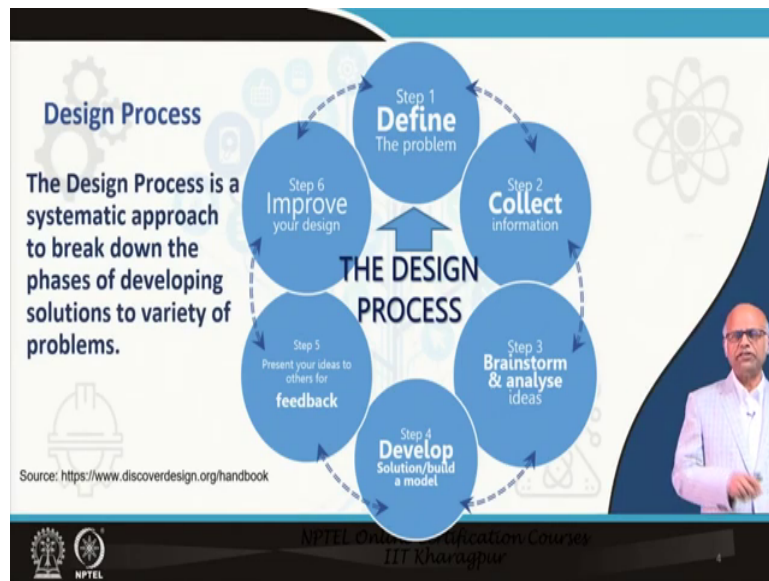 Design Process
The Design Process is a
systematic approach
to break down the
phases of developing
solutions to variety of
problems.
Step 1
Define
The problem
Step 2
Collect
information
Step 3
Brainstorm
& analyse
ideas
Step 4
Develop
Solution/build
a model
Step 5
Present your ideas to
others for
feedback
Step 6
Improve
your design
THE DESIGN
PROCESS
Source: https://www.discoverdesign.org/handbook
NPTEL
NPTEL Online Certification Courses
IIT Kharagpur
4